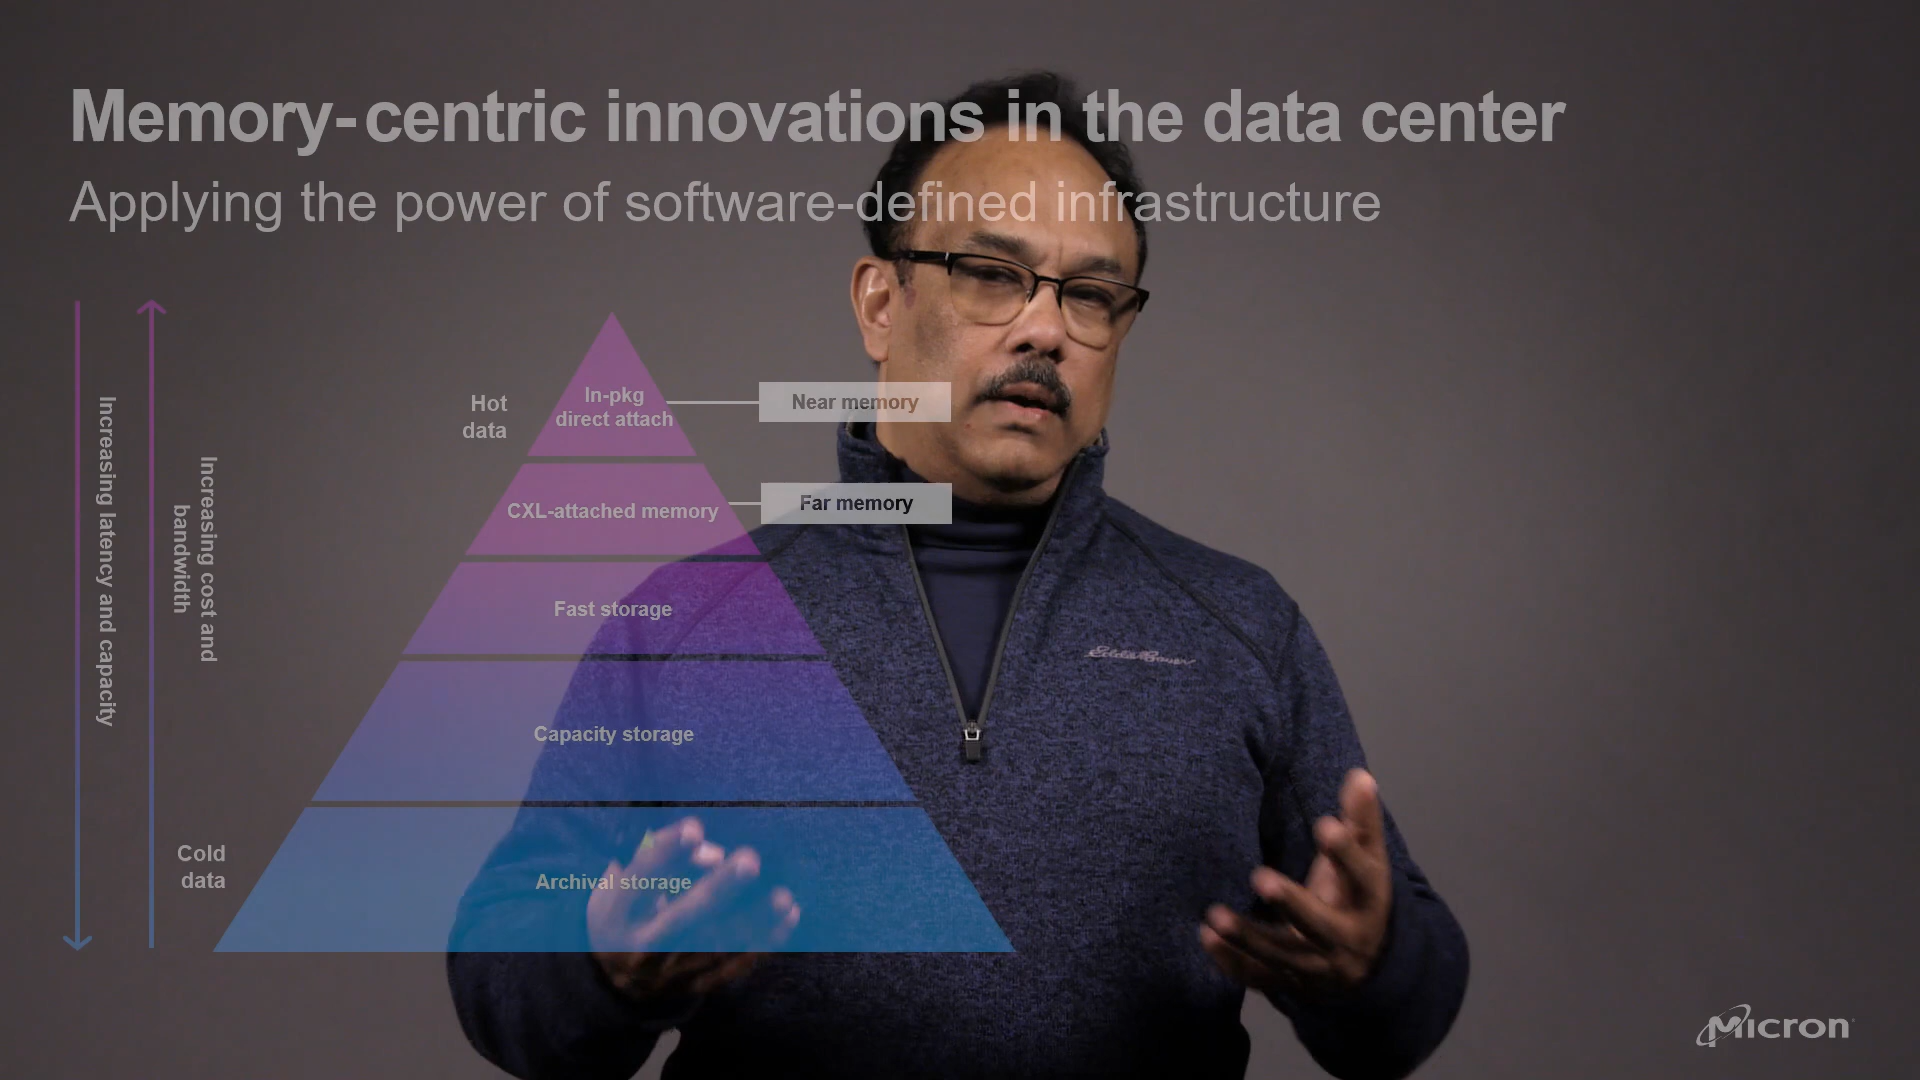 Memory-centric innovations in the data center
Applying the power of software-defined infrastructure
Increasing latency and capacity
Increasing cost and
bandwidth
Hot
data
In-pkg
direct attach
Near memory
CXL-attached memory
Far memory
Fast storage
Eddie Bauer
Capacity storage
Cold
data
Archival storage
Micron